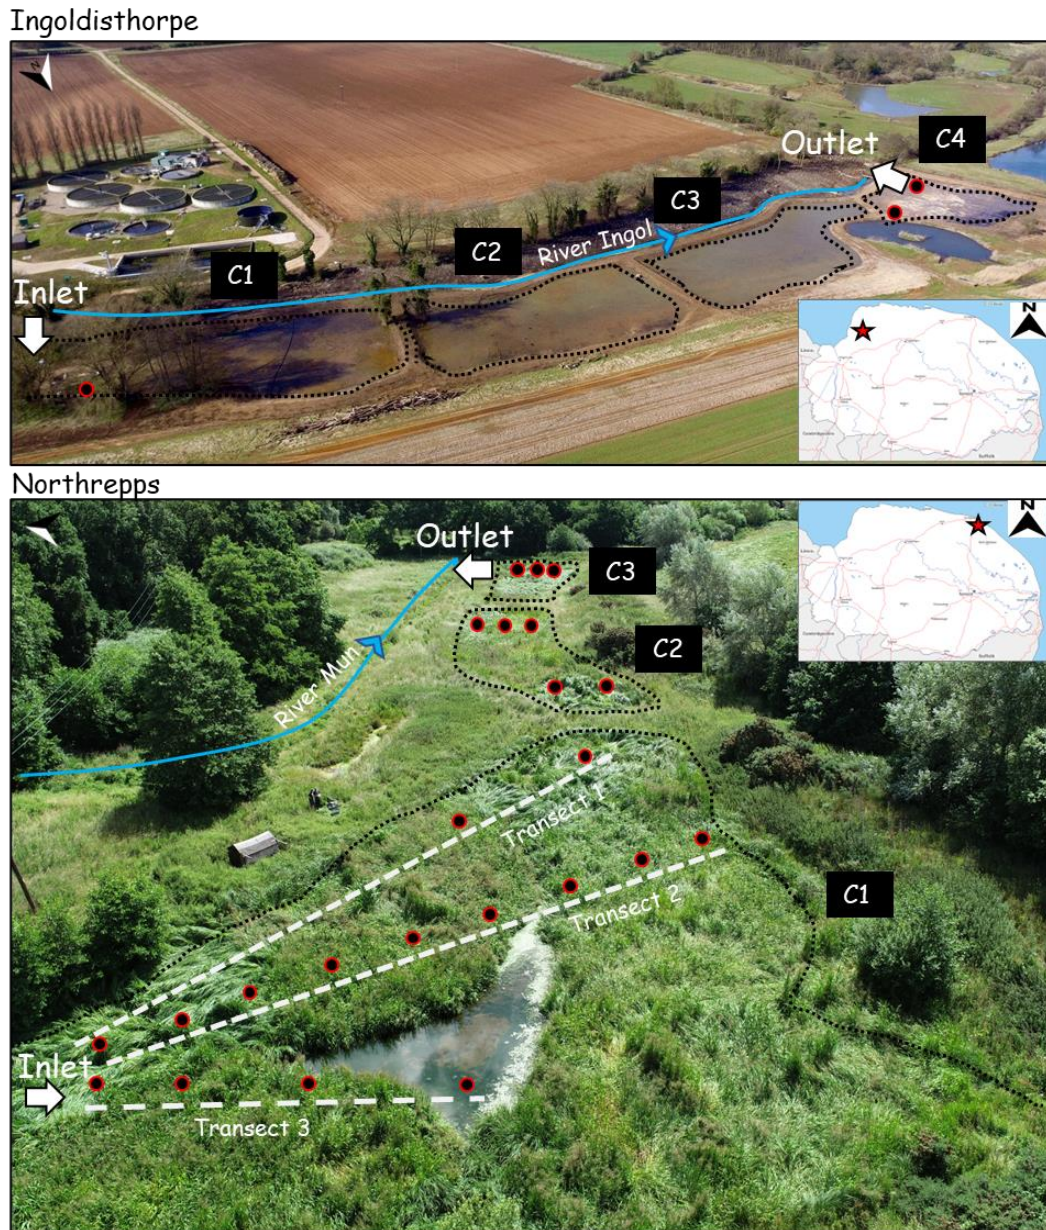 Ingoldisthorpe
N
Outlet
C4
C3
C2
River Ingol
C1
Inlet
N
Northrepps
N
Outlet
C3
C2
River Mun
Transect 1
Transect 2
C1
Inlet
Transect 3